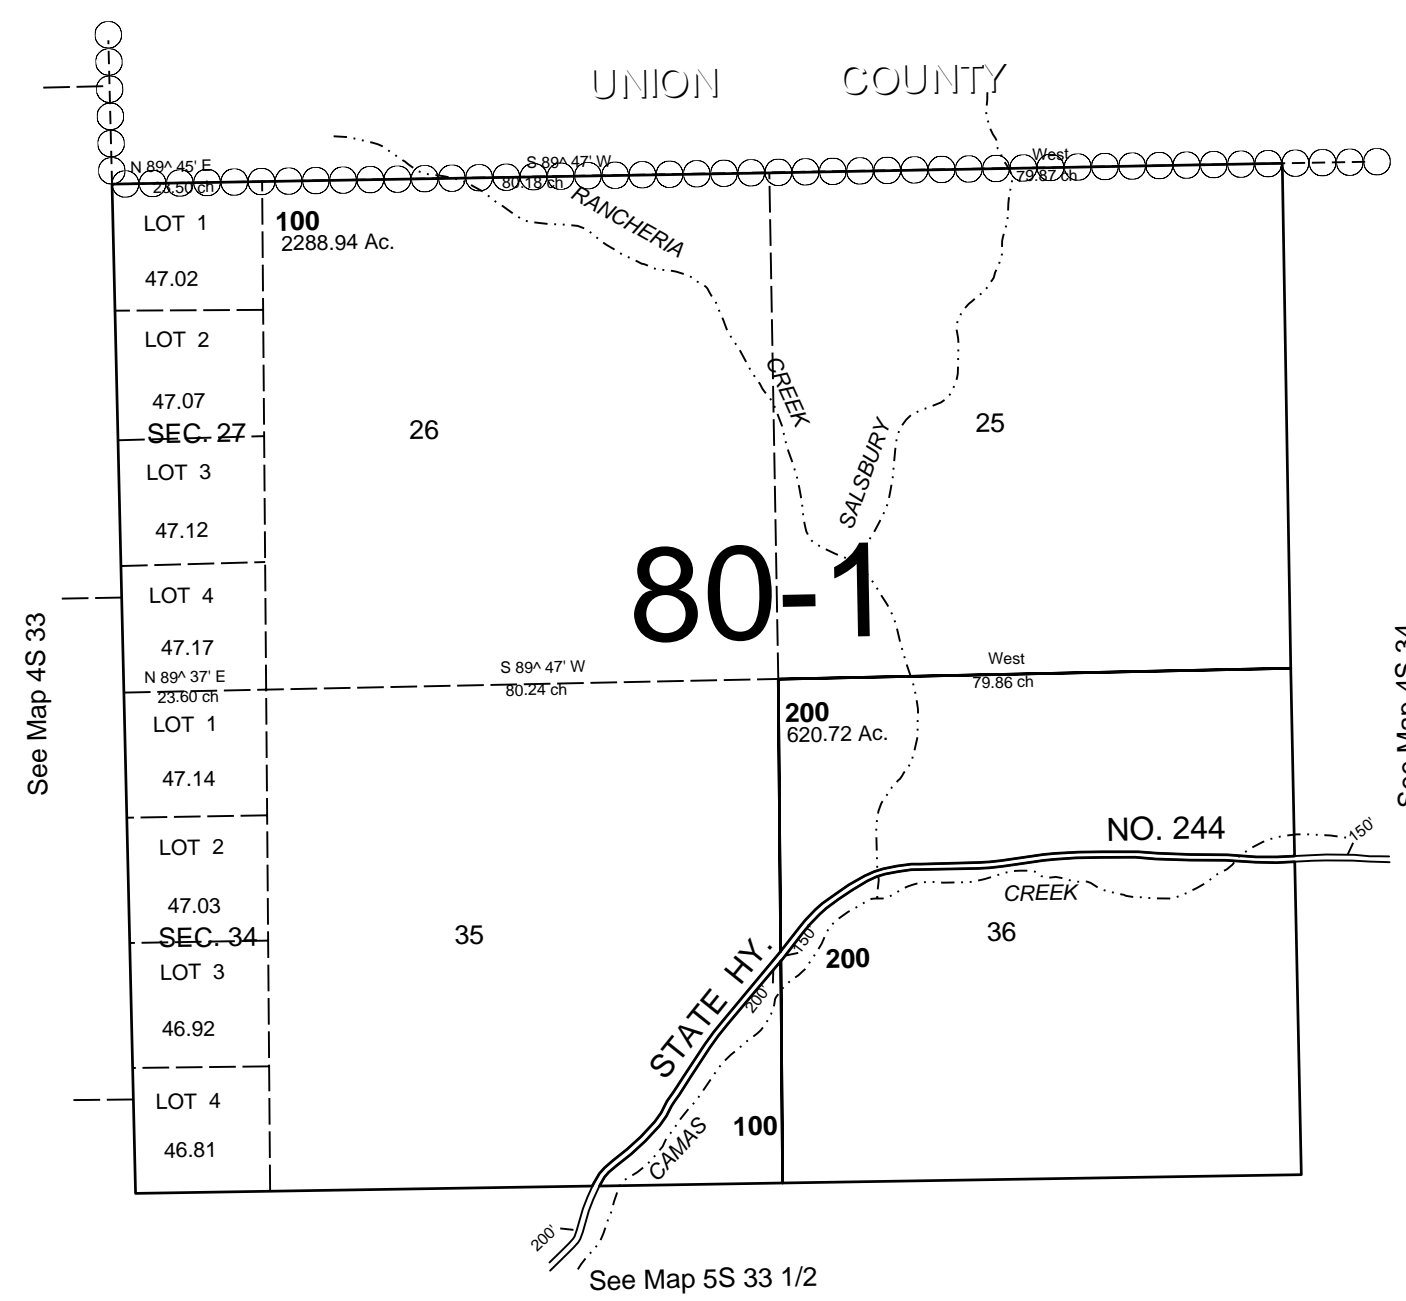 UNION COUNTY
N 89^ 45' E
23.50 ch
S 89^ 47' W
80.18 ch
West
79.87 ch
LOT 1
47.02
100
2288.94 Ac.
RANCHERIA
CREEK
SALSBURY
LOT 2
47.07
SEC. 27
26
25
LOT 3
47.12
80-1
LOT 4
47.17
See Map 4S 33
See Map 4S 34
N 89^ 37' E
23.60 ch
S 89^ 47' W
80.24 ch
West
79.86 ch
LOT 1
47.14
200
620.72 Ac.
NO. 244
150'
LOT 2
47.03
SEC. 34
35
CREEK
36
150'
200
200'
STATE HY.
LOT 3
46.92
LOT 4
46.81
100
CAMAS
200'
See Map 5S 33 1/2